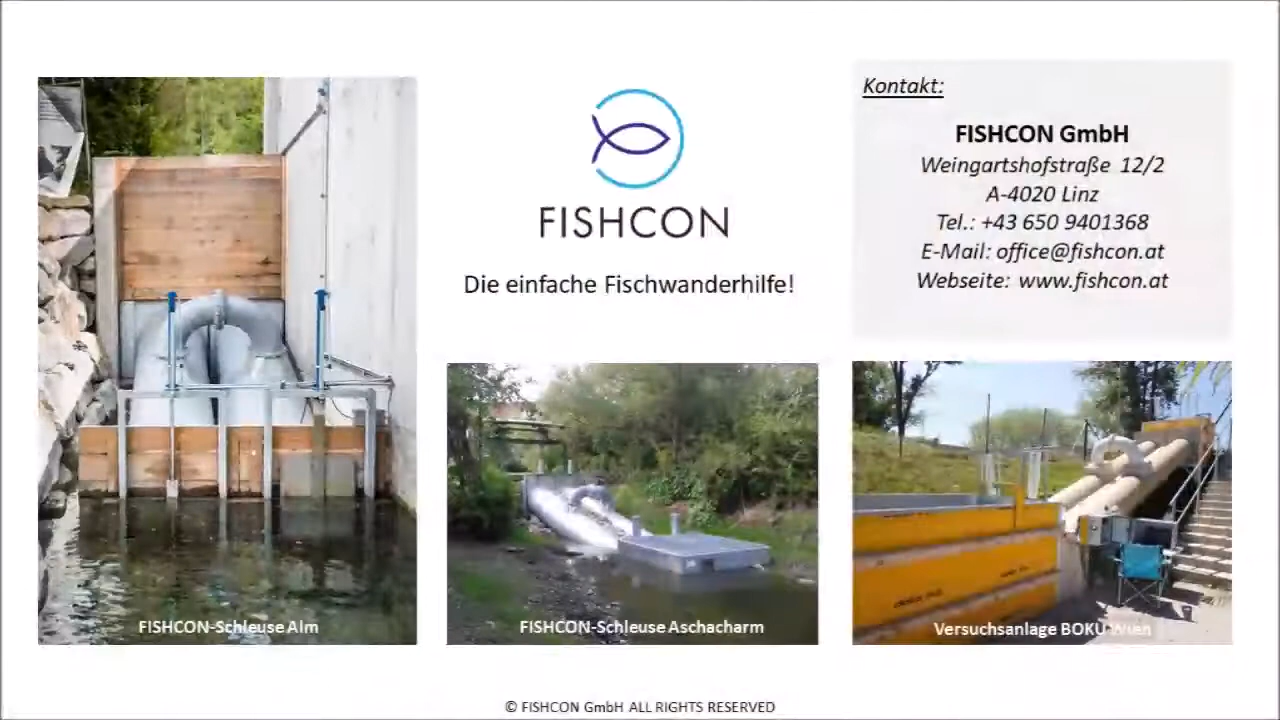 FISHCON
Die einfache Fischwanderhilfe!
Kontakt:
FISHCON GmbH
Weingartshofstraße 12/2
A-4020 Linz
Tel.: +43 650 9401368
E-Mail: office@fishcon.at
Webseite: www.fishcon.at
FISHCON-Schleuse Alm
FISHCON-Schleuse Aschacharm
Versuchsanlage BOKU Wien
© FISHCON GmbH ALL RIGHTS RESERVED